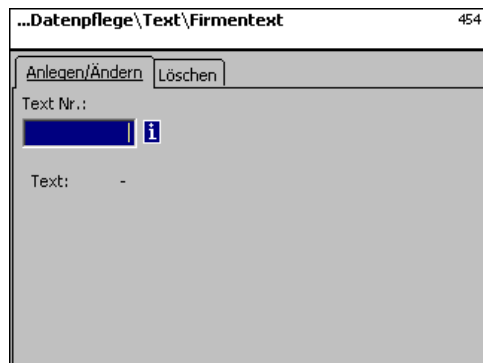 ...Datenpflege\Text\Firmentext 454
Anlegen/Ändern Löschen
Text Nr.:
i
Text: -